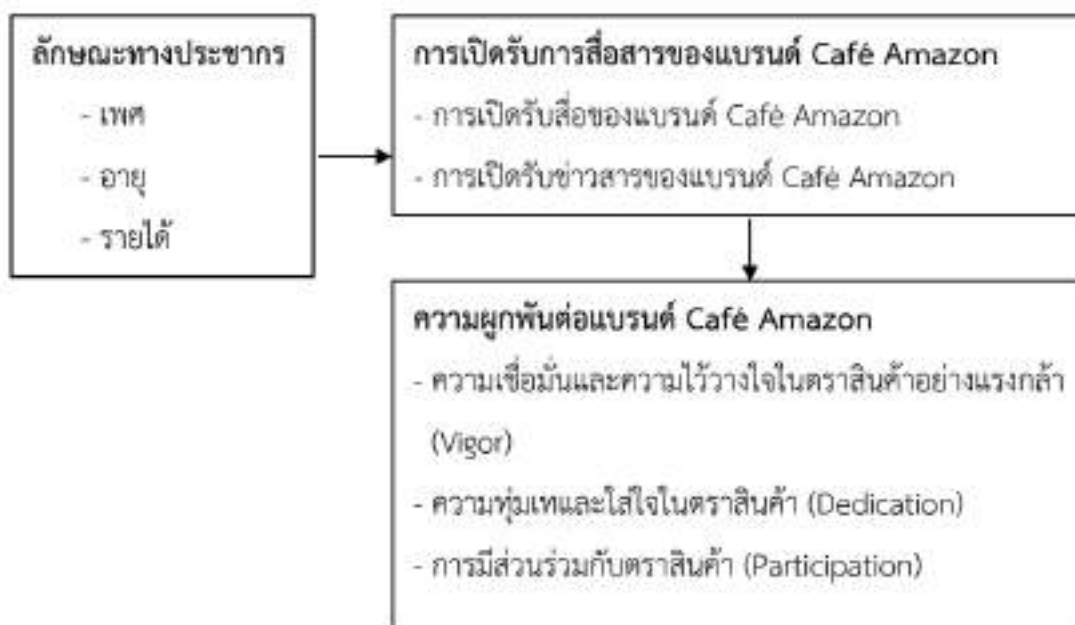 ลักษณะทางประชากร
- เพศ
- อายุ
- รายได้
การเปิดรับการสื่อสารของแบรนด์ Café Amazon
- การเปิดรับสื่อของแบรนด์ Café Amazon
- การเปิดรับข่าวสารของแบรนด์ Café Amazon
ความผูกพันต่อแบรนด์ Café Amazon
- ความเชื่อมั่นและความไว้วางใจในตราสินค้าอย่างแรงกล้า
(Vigor)
- ความทุ่มเทและใส่ใจในตราสินค้า (Dedication)
- การมีส่วนร่วมกับตราสินค้า (Participation)